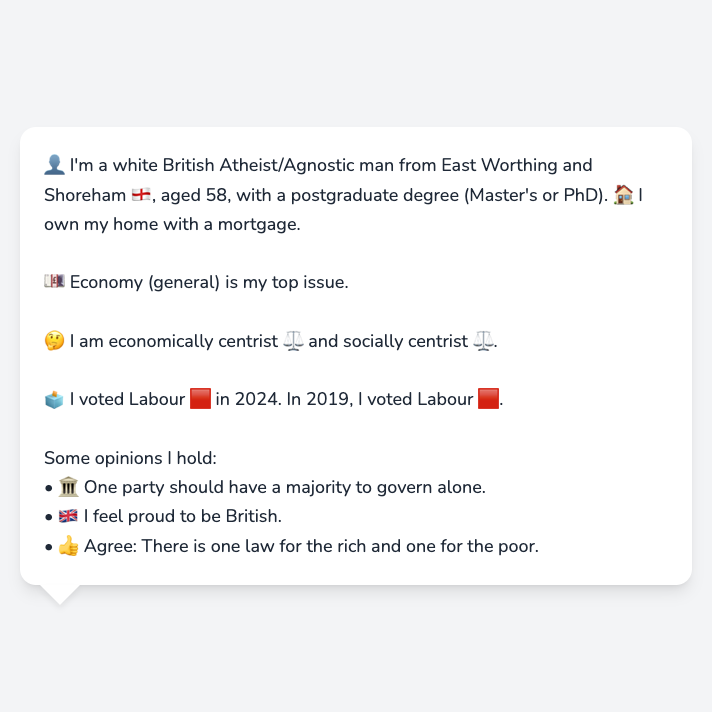 👤 I'm a white British Atheist/Agnostic man from East Worthing and
Shoreham 🏴󠁧󠁢󠁥󠁮󠁧󠁿, aged 58, with a postgraduate degree (Master's or PhD). 🏠 I
own my home with a mortgage.
💷 Economy (general) is my top issue.
🤔 I am economically centrist ⚖️ and socially centrist ⚖️.
🗳️ I voted Labour 🟥 in 2024. In 2019, I voted Labour 🟥.
Some opinions I hold:
• 🏛️ One party should have a majority to govern alone.
• 🇬🇧 I feel proud to be British.
• 👍 Agree: There is one law for the rich and one for the poor.